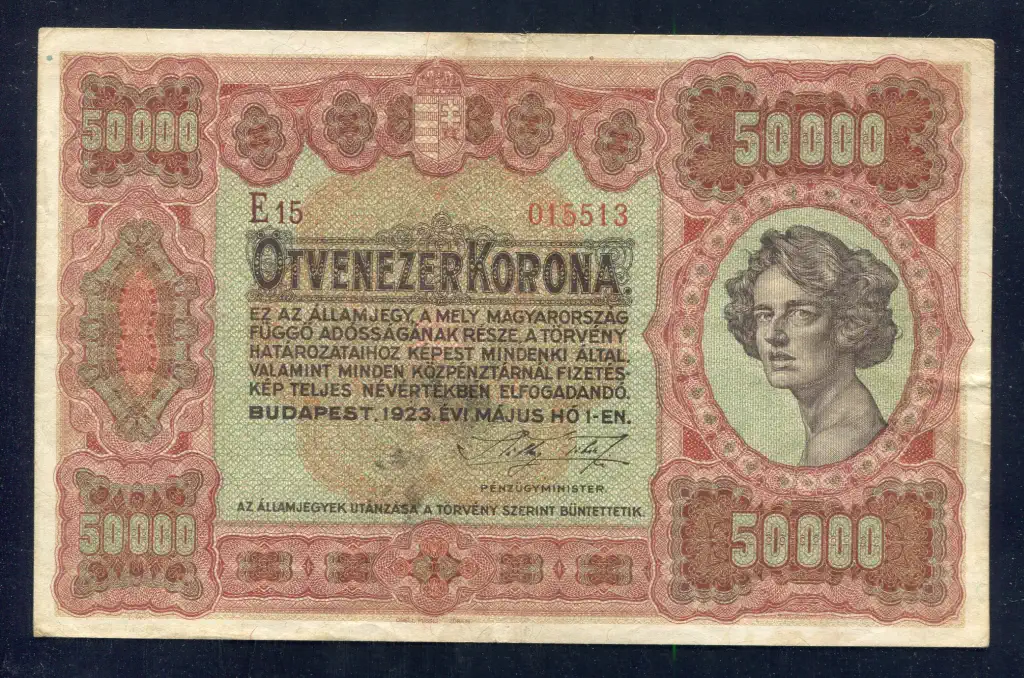 50000
50000
E 15
015513
ÖTVENEZER KORONA.
EZ AZ ÁLLAMJEGY, A MELY MAGYARORSZÁG
FÜGGŐ ADÓSSÁGÁNAK RÉSZE, A TÖRVÉNY
HATÁROZATAIHOZ KÉPEST MINDENKI ÁLTAL,
VALAMINT MINDEN KÖZPÉNZTÁRNÁL FIZETÉS-
KÉP TELJES NÉVÉRTÉKBEN ELFOGADANDÓ.
BUDAPEST, 1923. ÉVI MÁJUS HÓ 1-EN.
PÉNZÜGYMINISTER.
AZ ÁLLAMJEGYEK UTÁNZÁSA A TÖRVÉNY SZERINT BÜNTETTETIK.
50000
50000